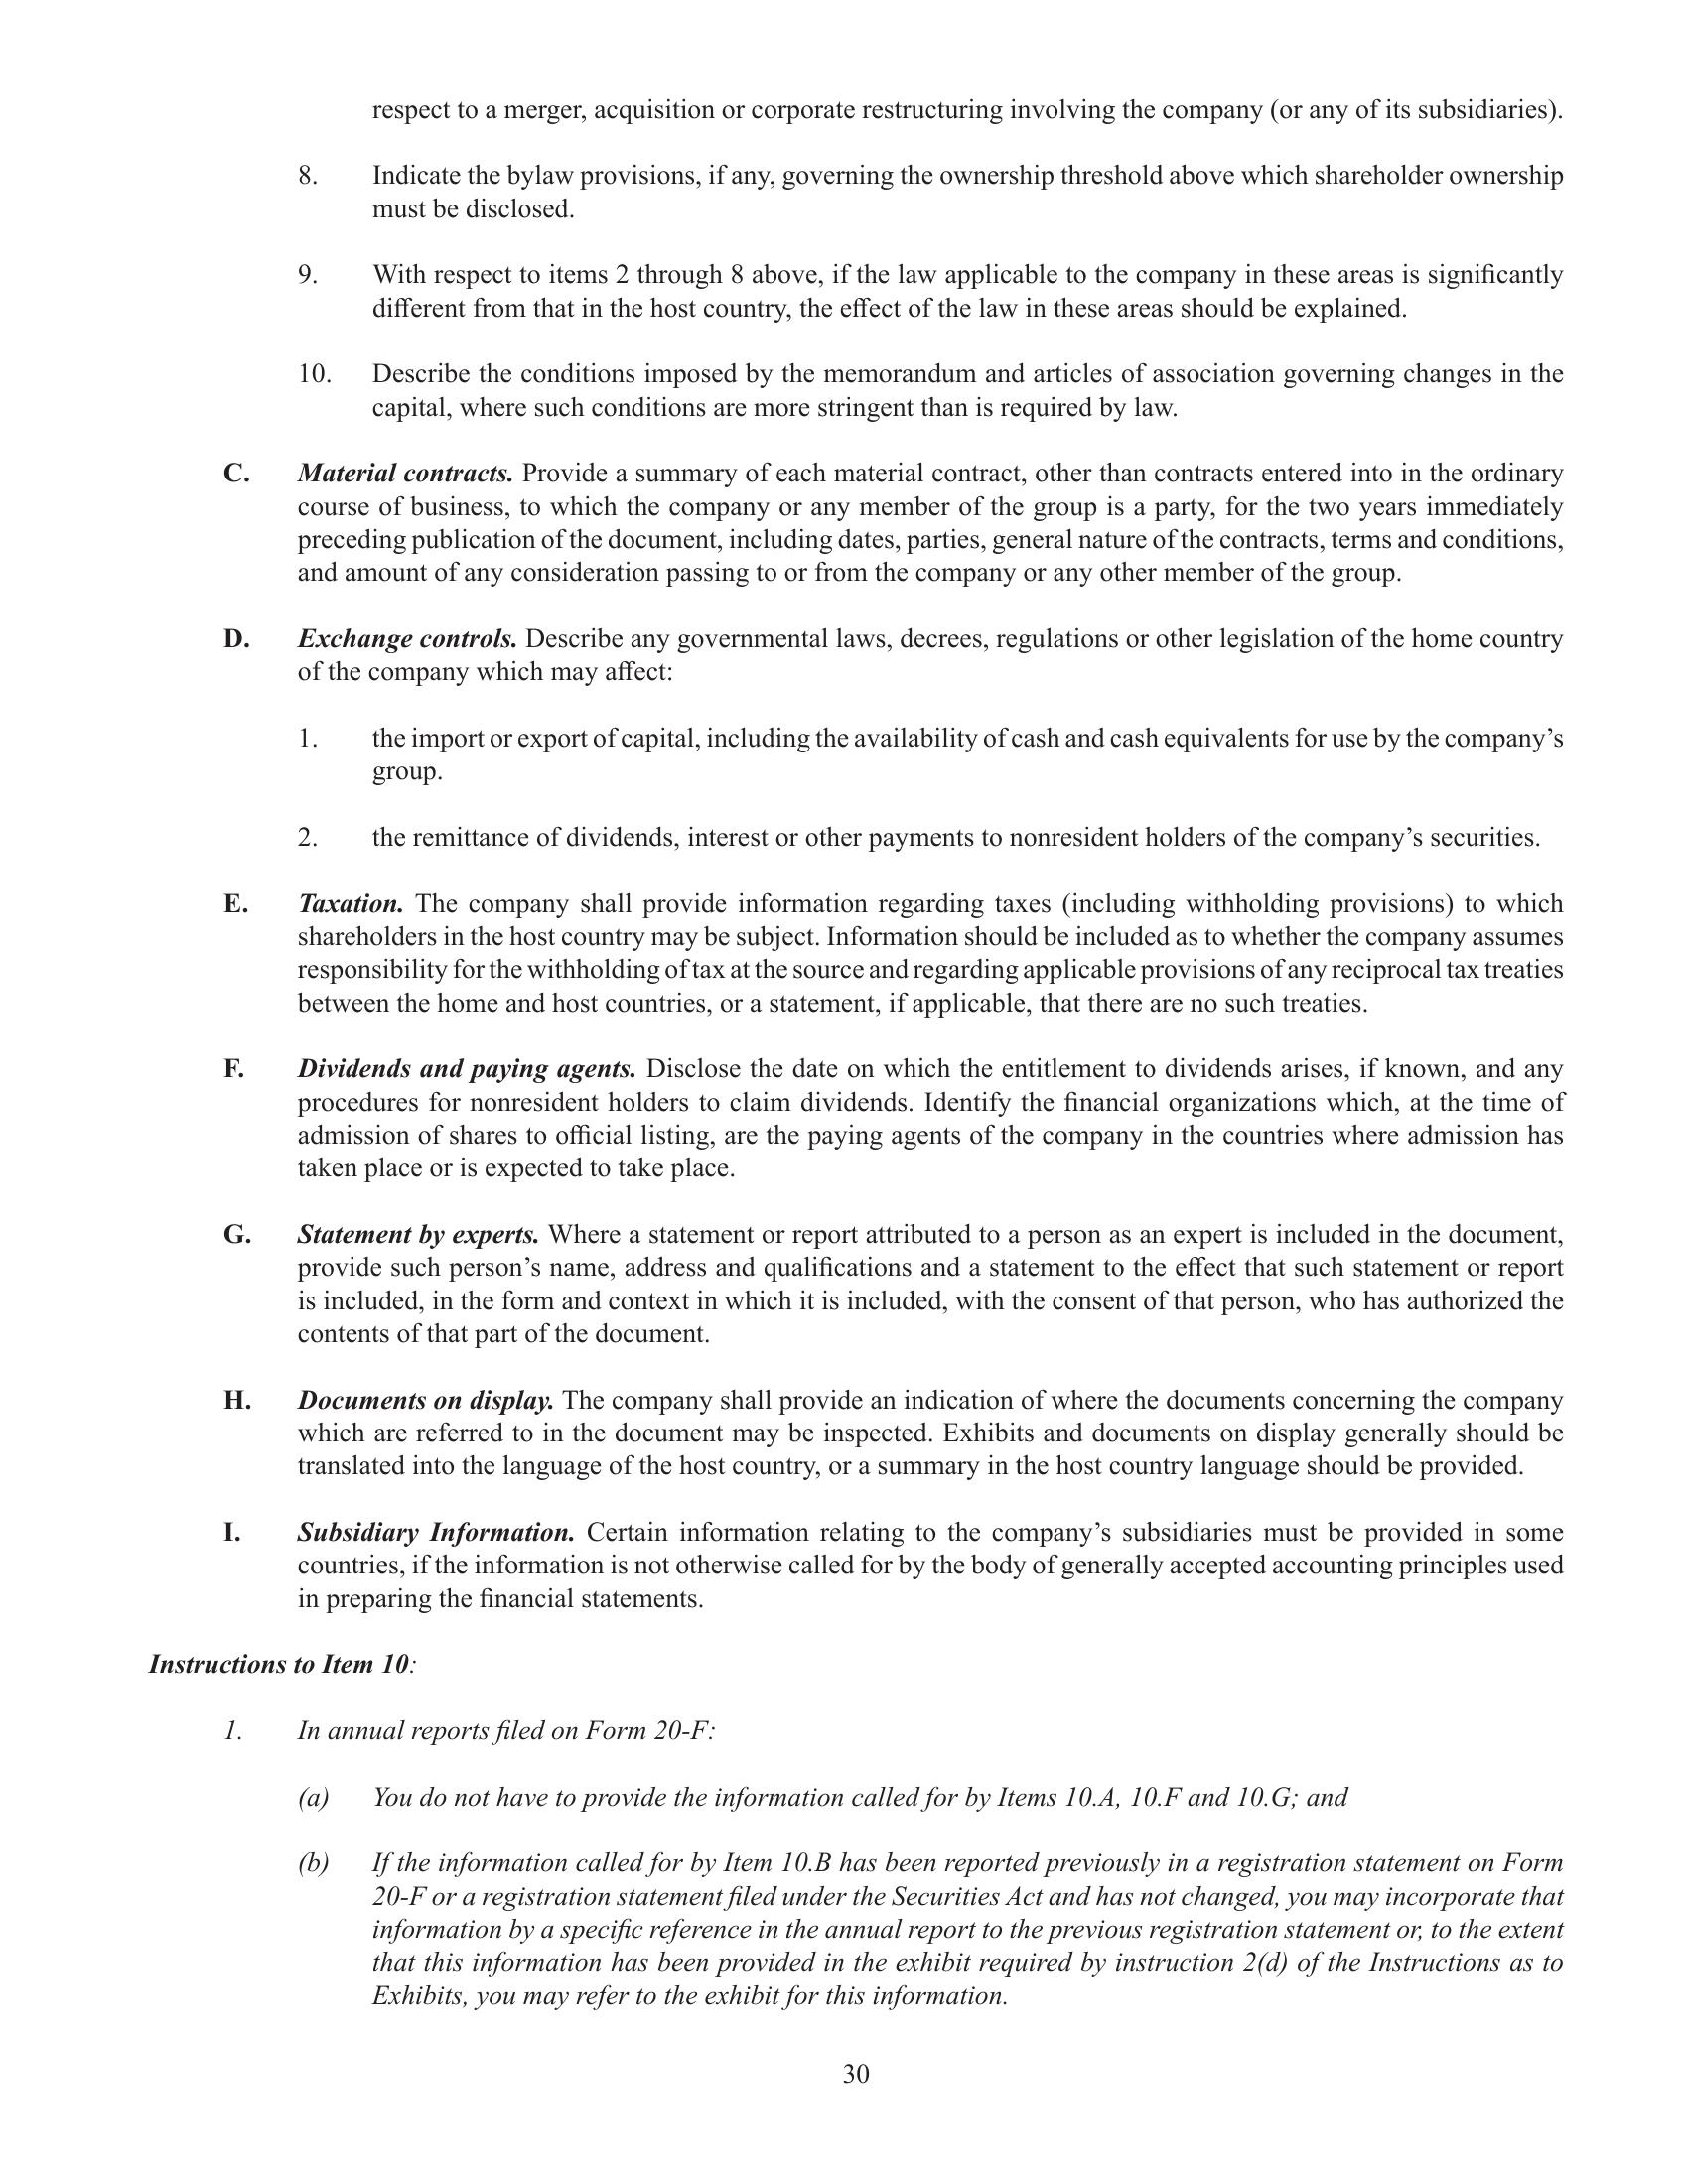 respect to a merger, acquisition or corporate restructuring involving the company (or any of its subsidiaries).
8. Indicate the bylaw provisions, if any, governing the ownership threshold above which shareholder ownership
must be disclosed.
9. With respect to items 2 through 8 above, if the law applicable to the company in these areas is significantly
different from that in the host country, the effect of the law in these areas should be explained.
10. Describe the conditions imposed by the memorandum and articles of association governing changes in the
capital, where such conditions are more stringent than is required by law.
C. Material contracts. Provide a summary of each material contract, other than contracts entered into in the ordinary
course of business, to which the company or any member of the group is a party, for the two years immediately
preceding publication of the document, including dates, parties, general nature of the contracts, terms and conditions,
and amount of any consideration passing to or from the company or any other member of the group.
D. Exchange controls. Describe any governmental laws, decrees, regulations or other legislation of the home country
of the company which may affect:
1. the import or export of capital, including the availability of cash and cash equivalents for use by the company’s
group.
2. the remittance of dividends, interest or other payments to nonresident holders of the company’s securities.
E. Taxation. The company shall provide information regarding taxes (including withholding provisions) to which
shareholders in the host country may be subject. Information should be included as to whether the company assumes
responsibility for the withholding of tax at the source and regarding applicable provisions of any reciprocal tax treaties
between the home and host countries, or a statement, if applicable, that there are no such treaties.
F. Dividends and paying agents. Disclose the date on which the entitlement to dividends arises, if known, and any
procedures for nonresident holders to claim dividends. Identify the financial organizations which, at the time of
admission of shares to official listing, are the paying agents of the company in the countries where admission has
taken place or is expected to take place.
G. Statement by experts. Where a statement or report attributed to a person as an expert is included in the document,
provide such person’s name, address and qualifications and a statement to the effect that such statement or report
is included, in the form and context in which it is included, with the consent of that person, who has authorized the
contents of that part of the document.
H. Documents on display. The company shall provide an indication of where the documents concerning the company
which are referred to in the document may be inspected. Exhibits and documents on display generally should be
translated into the language of the host country, or a summary in the host country language should be provided.
I. Subsidiary Information. Certain information relating to the company’s subsidiaries must be provided in some
countries, if the information is not otherwise called for by the body of generally accepted accounting principles used
in preparing the financial statements.
Instructions to Item 10:
1. In annual reports filed on Form 20-F:
(a) You do not have to provide the information called for by Items 10.A, 10.F and 10.G; and
(b) If the information called for by Item 10.B has been reported previously in a registration statement on Form
20-F or a registration statement filed under the Securities Act and has not changed, you may incorporate that
information by a specific reference in the annual report to the previous registration statement or, to the extent
that this information has been provided in the exhibit required by instruction 2(d) of the Instructions as to
Exhibits, you may refer to the exhibit for this information.
30